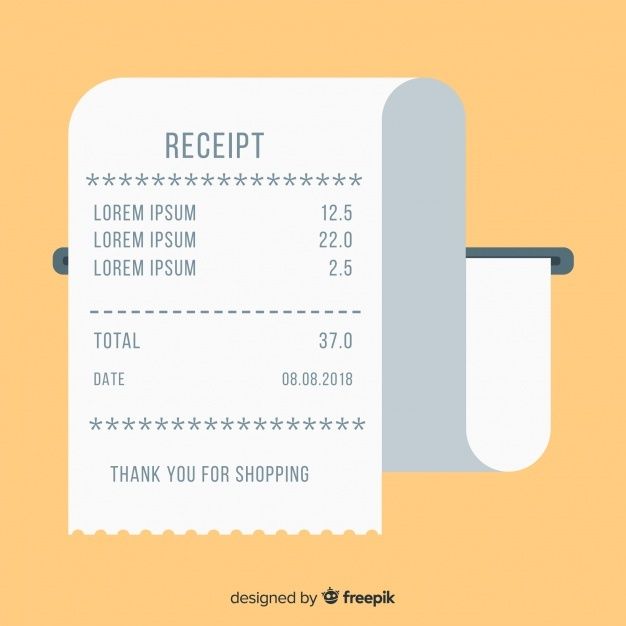 RECEIPT
*****************
LOREM IPSUM 12.5
LOREM IPSUM 22.0
LOREM IPSUM 2.5
TOTAL 37.0
DATE 08.08.2018
*****************
THANK YOU FOR SHOPPING
designed by freepik